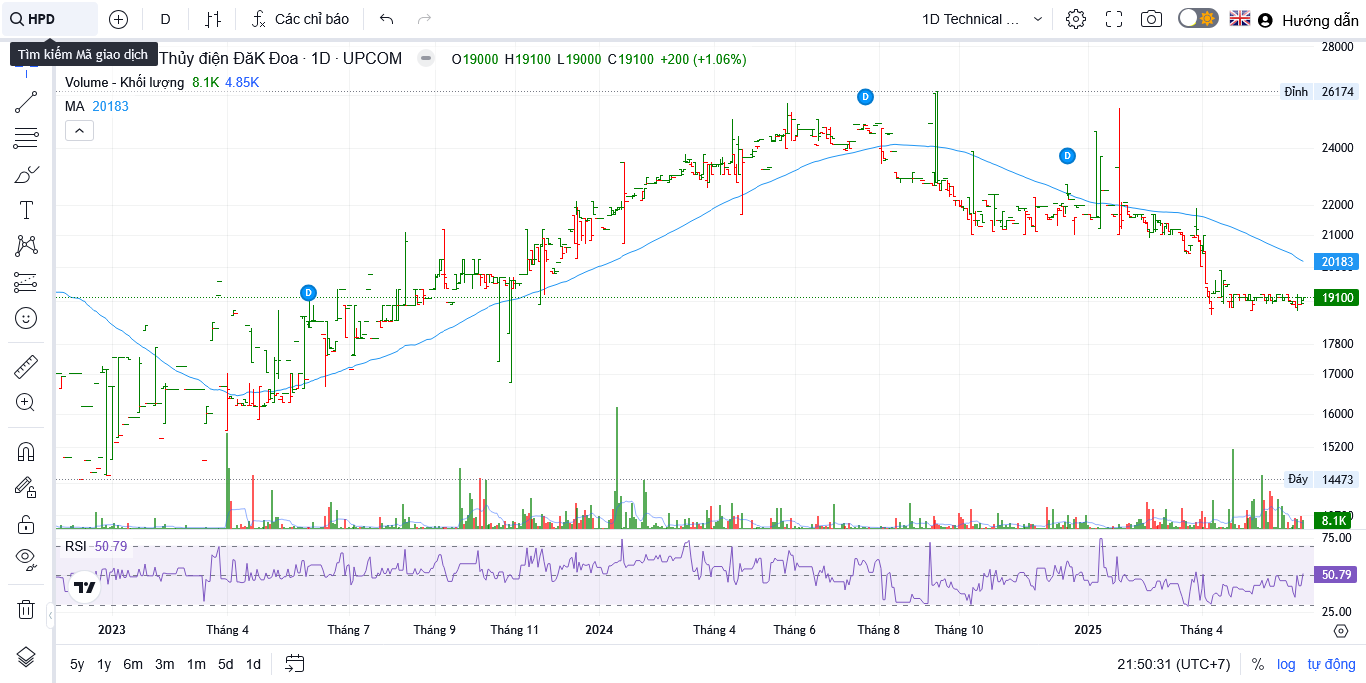 HPD
D
Các chỉ báo
1D Technical ...
Hướng dẫn
Tìm kiếm Mã giao dịch
Thủy điện ĐăK Đoa · 1D · UPCOM
O19000 H19100 L19000 C19100 +200 (+1.06%)
Volume - Khối lượng 8.1K 4.85K
MA 20183
D
D
D
28000
Đỉnh 26174
24000
22000
21000
20183
19100
17800
17000
16000
15200
Đáy 14473
8.1K
RSI 50.79
75.00
50.79
25.00
2023 Tháng 4 Tháng 7 Tháng 9 Tháng 11 2024 Tháng 4 Tháng 6 Tháng 8 Tháng 10 2025 Tháng 4
5y 1y 6m 3m 1m 5d 1d
21:50:31 (UTC+7) % log tự động